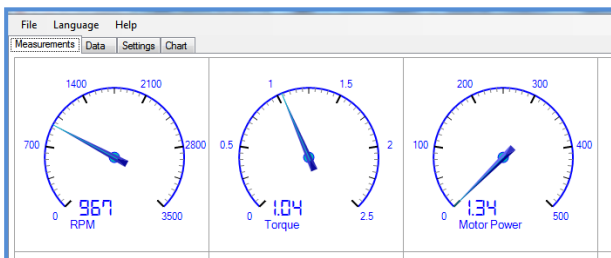 File Language Help
Measurements Data Settings Chart
1400 2100
700 2800
0 967 3500
RPM
1 1.5
0.5 2
0 1.04 2.5
Torque
200 300
100 400
0 1.34 500
Motor Power